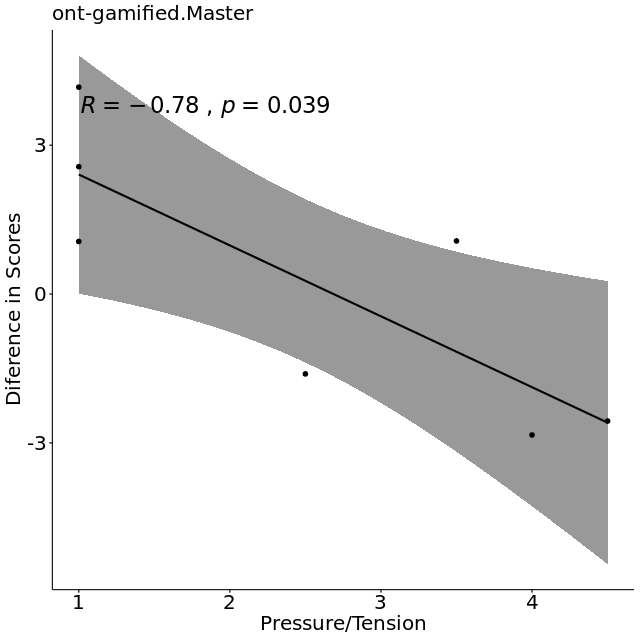 ont-gamified.Master
R = −0.78 , p = 0.039
3
0
-3
Diference in Scores
1 2 3 4
Pressure/Tension